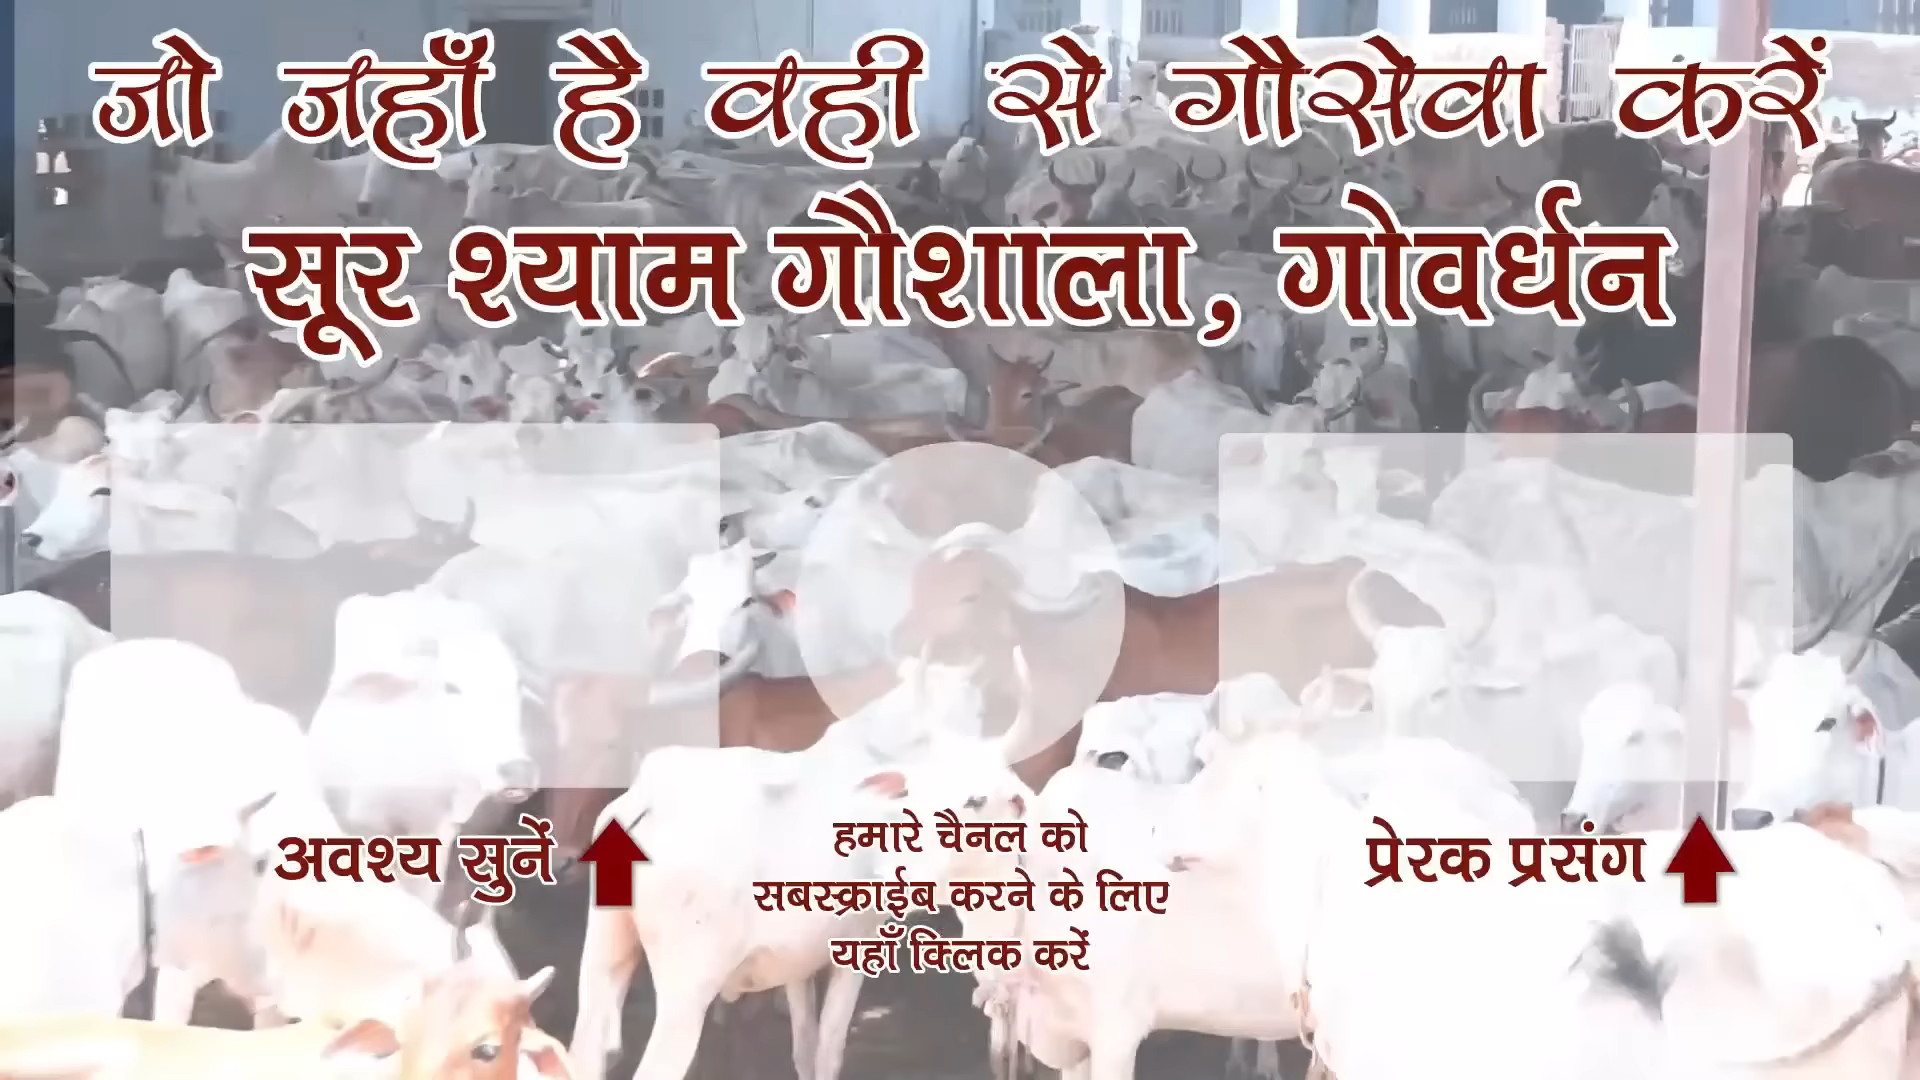 जो जहाँ है वही से गौसेवा करें
सूर श्याम गौशाला, गोवर्धन
अवश्य सुनें
हमारे चैनल को
सबस्क्राईब करने के लिए
यहाँ क्लिक करें
प्रेरक प्रसंग